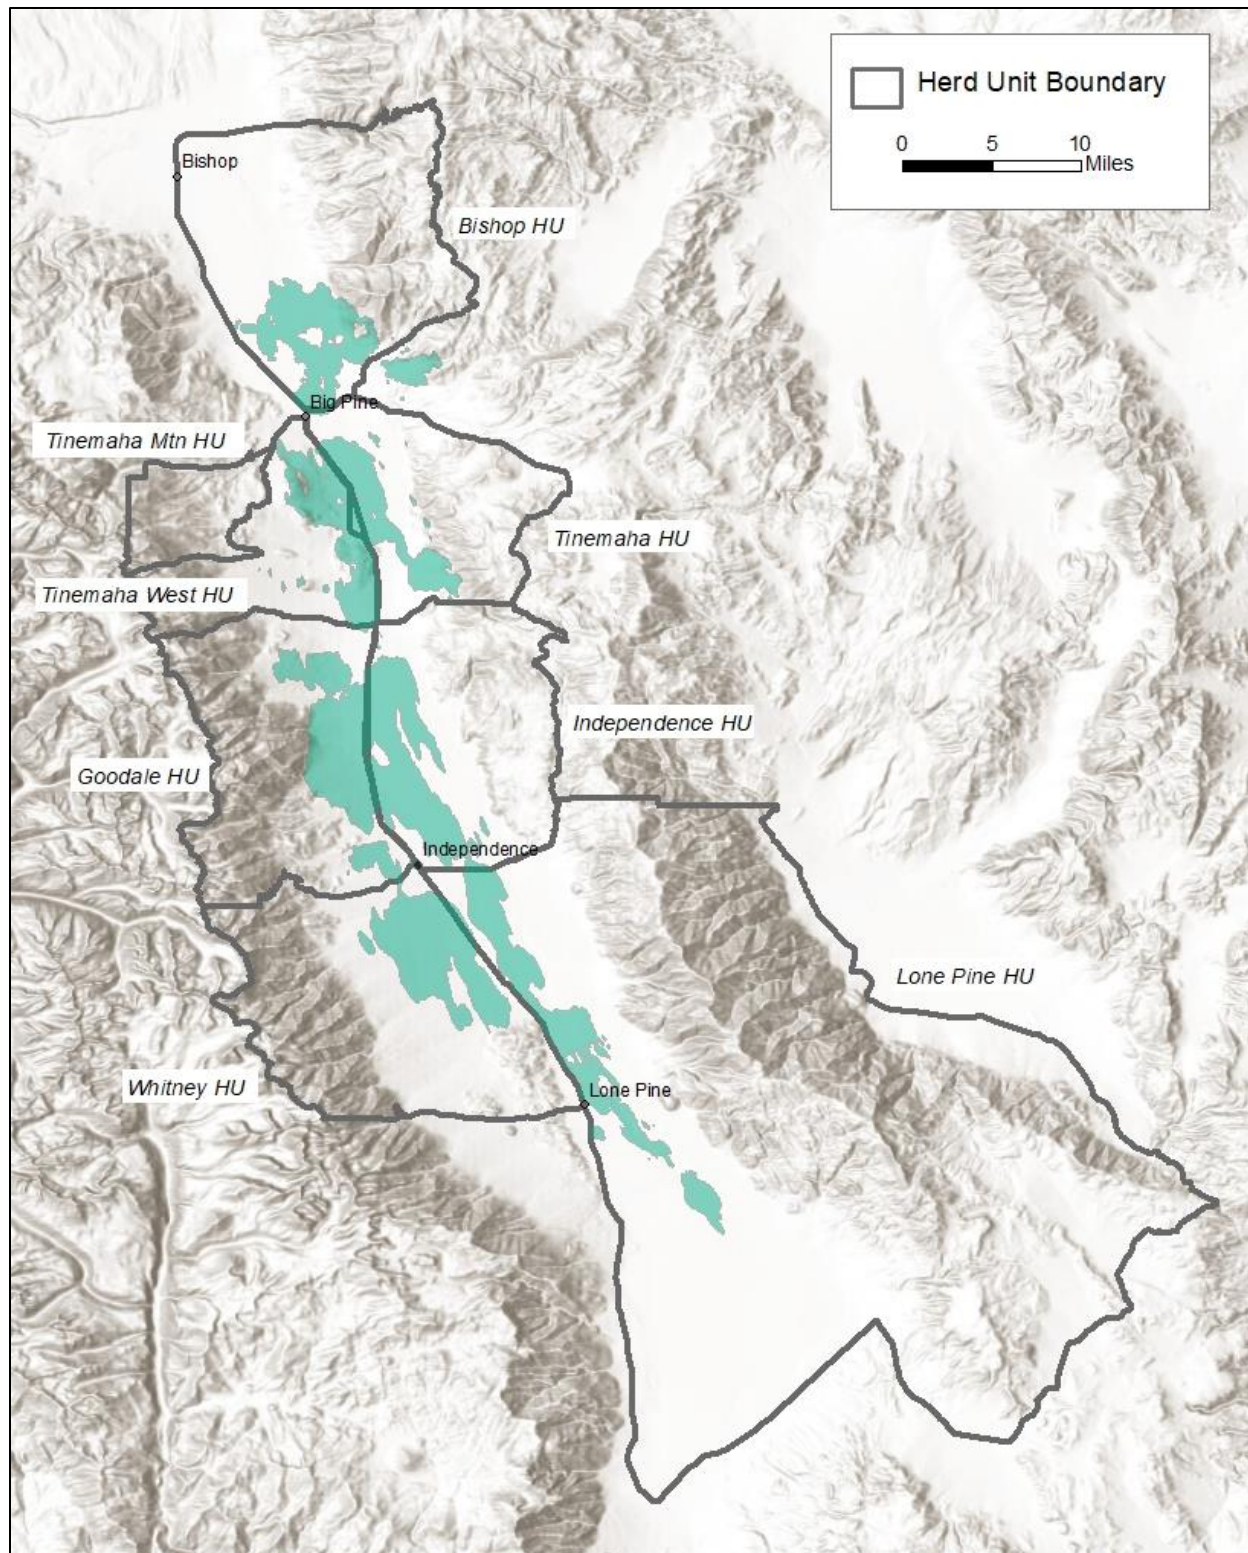 Herd Unit Boundary
0 5 10
Miles
Bishop
Bishop HU
Big Pine
Tinemaha Mtn HU
Tinemaha HU
Tinemaha West HU
Independence HU
Goodale HU
Independence
Lone Pine HU
Whitney HU
Lone Pine